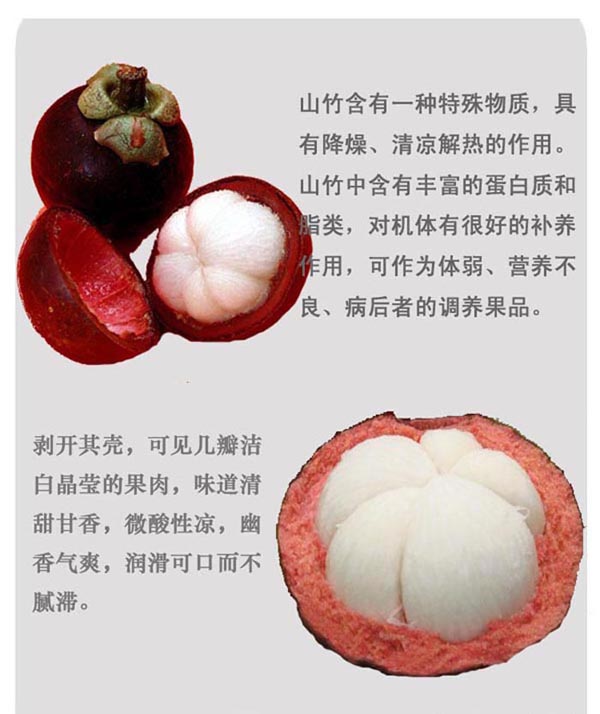 山竹含有一种特殊物质，具
有降燥、清凉解热的作用。
山竹中含有丰富的蛋白质和
脂类，对机体有很好的补养
作用，可作为体弱、营养不
良、病后者的调养果品。
剥开其壳，可见几瓣洁
白晶莹的果肉，味道清
甜甘香，微酸性凉，幽
香气爽，润滑可口而不
腻滞。